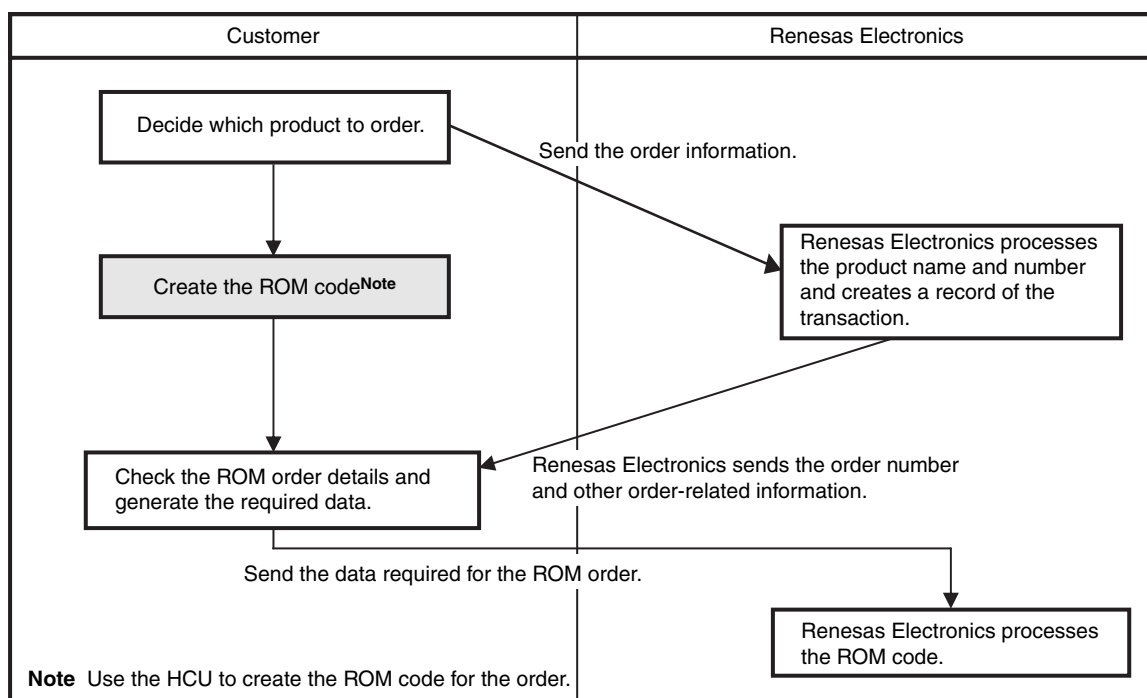 Customer
Renesas Electronics
Decide which product to order.
Send the order information.
Renesas Electronics processes
the product name and number
and creates a record of the
transaction.
Create the ROM codeNote
Check the ROM order details and
generate the required data.
Renesas Electronics sends the order number
and other order-related information.
Send the data required for the ROM order.
Renesas Electronics processes
the ROM code.
Note Use the HCU to create the ROM code for the order.